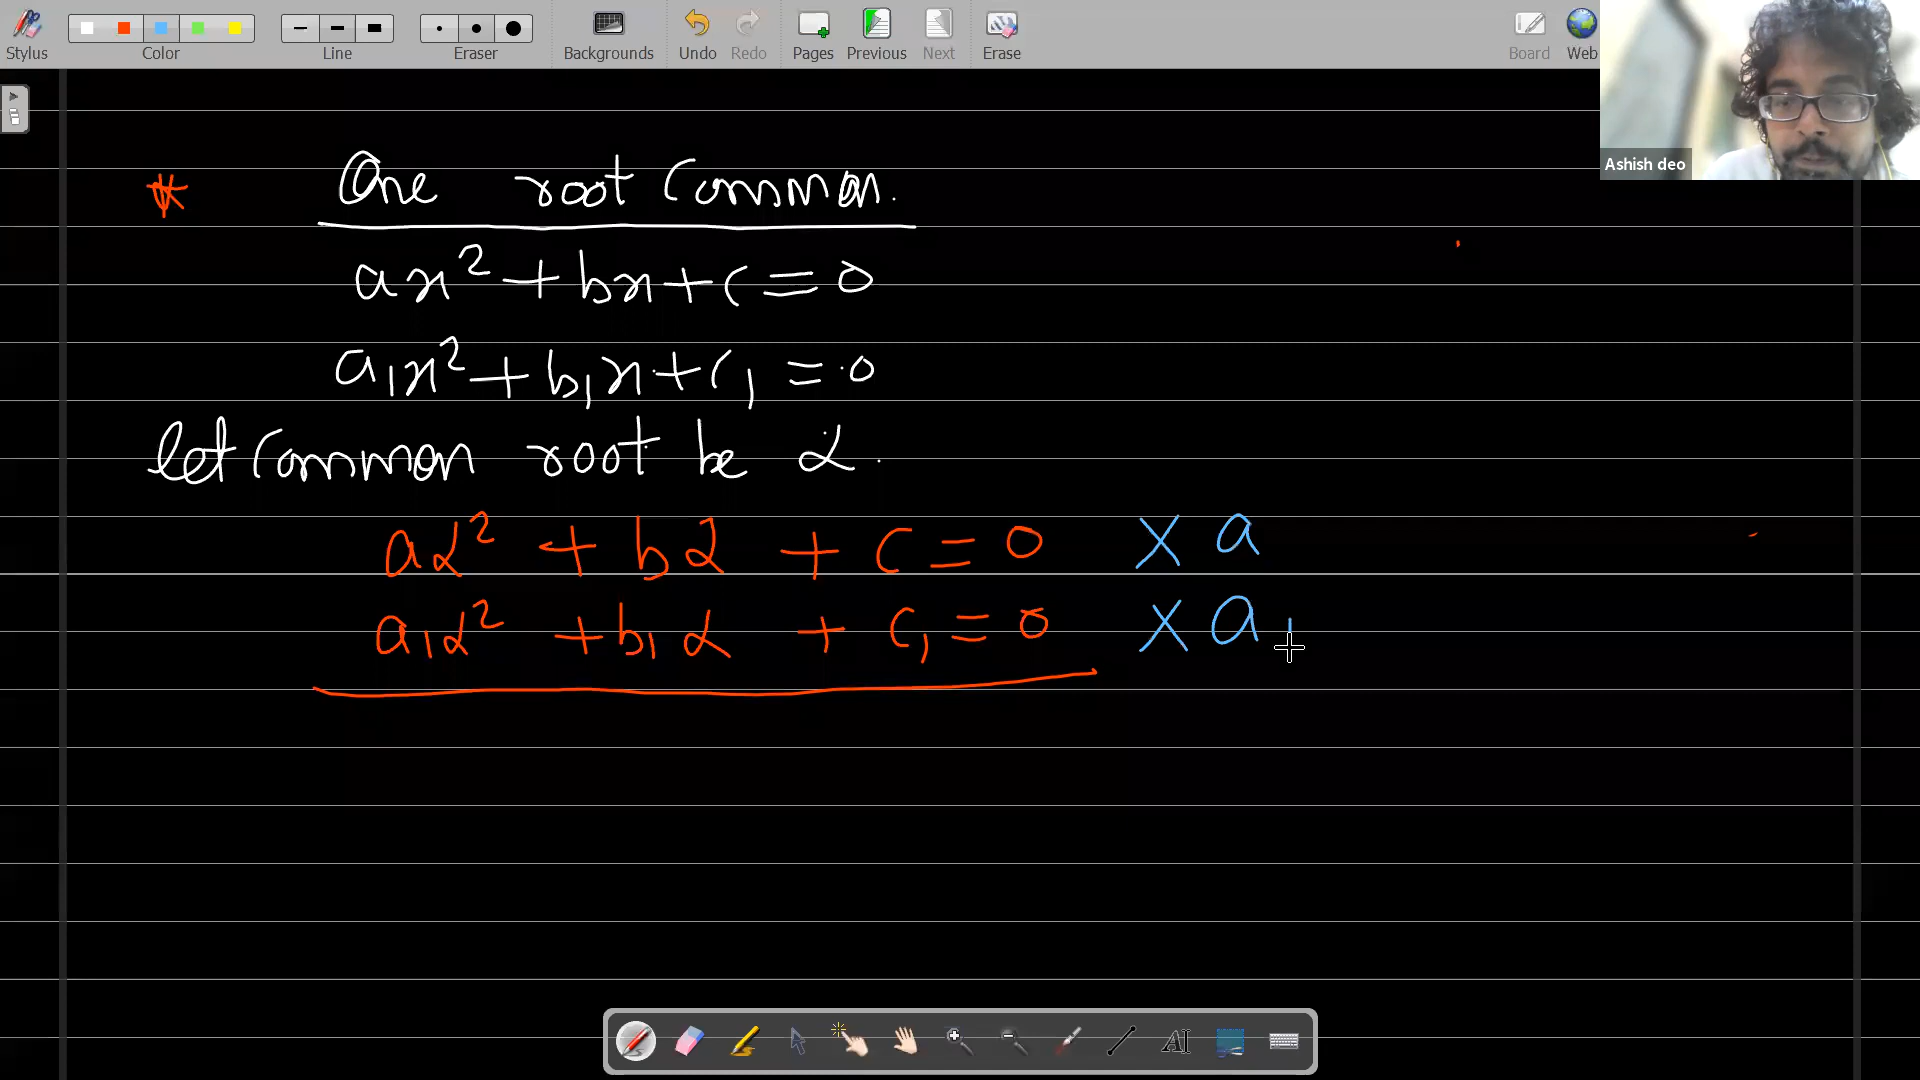 Stylus Color Line Eraser Backgrounds Undo Redo Pages Previous Next Erase Board Web
Ashish deo
* One root Common.
ax² + bx + c = 0
a₁x² + b₁x + c₁ = 0
let Common root be α.
aα² + bα + c = 0 × a
a₁α² + b₁α + c₁ = 0 × a₁